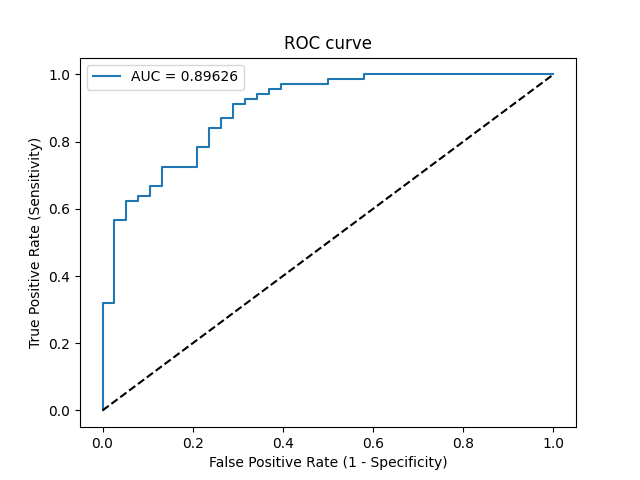 ROC curve
AUC = 0.89626
True Positive Rate (Sensitivity)
1.0
0.8
0.6
0.4
0.2
0.0
0.0 0.2 0.4 0.6 0.8 1.0
False Positive Rate (1 - Specificity)